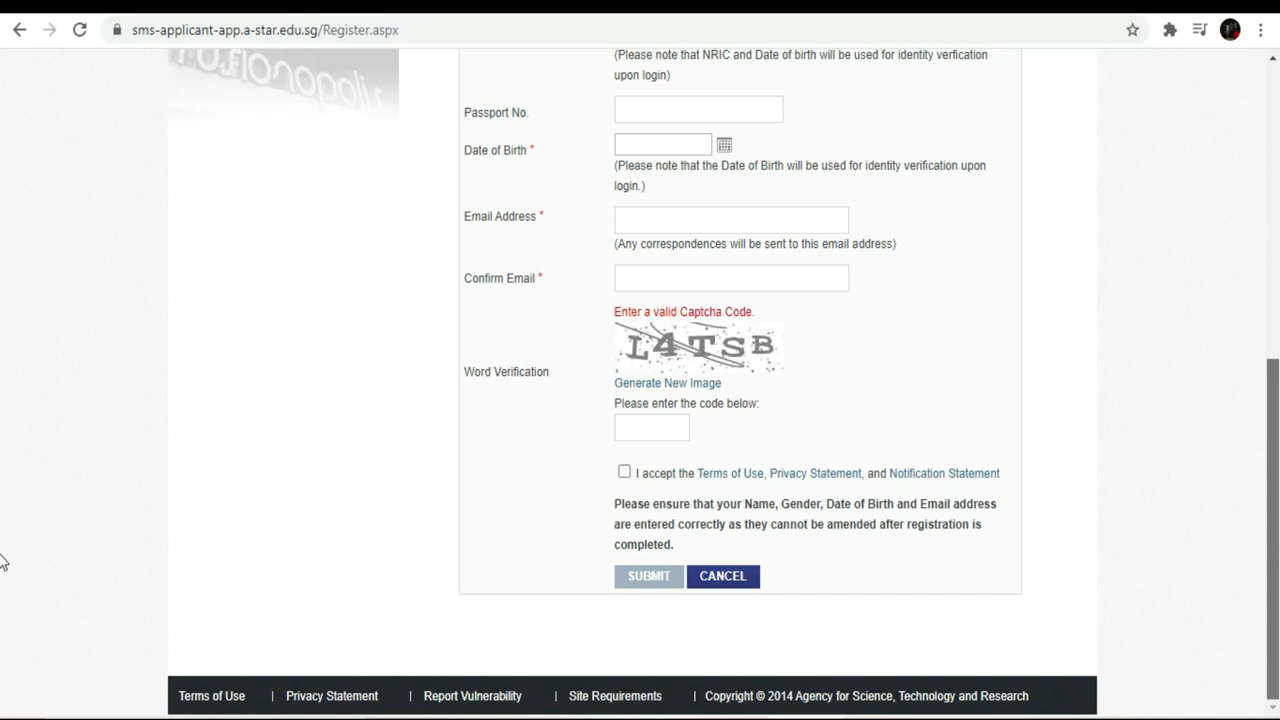 sms-applicant-app.a-star.edu.sg/Register.aspx
(Please note that NRIC and Date of birth will be used for identity verfication
upon login)
Passport No.
Date of Birth *
(Please note that the Date of Birth will be used for identity verification upon
login.)
Email Address *
(Any correspondences will be sent to this email address)
Confirm Email *
Enter a valid Captcha Code.
L4TSB
Word Verification
Generate New Image
Please enter the code below:
I accept the Terms of Use, Privacy Statement, and Notification Statement
Please ensure that your Name, Gender, Date of Birth and Email address
are entered correctly as they cannot be amended after registration is
completed.
SUBMIT CANCEL
Terms of Use | Privacy Statement | Report Vulnerability | Site Requirements | Copyright © 2014 Agency for Science, Technology and Research